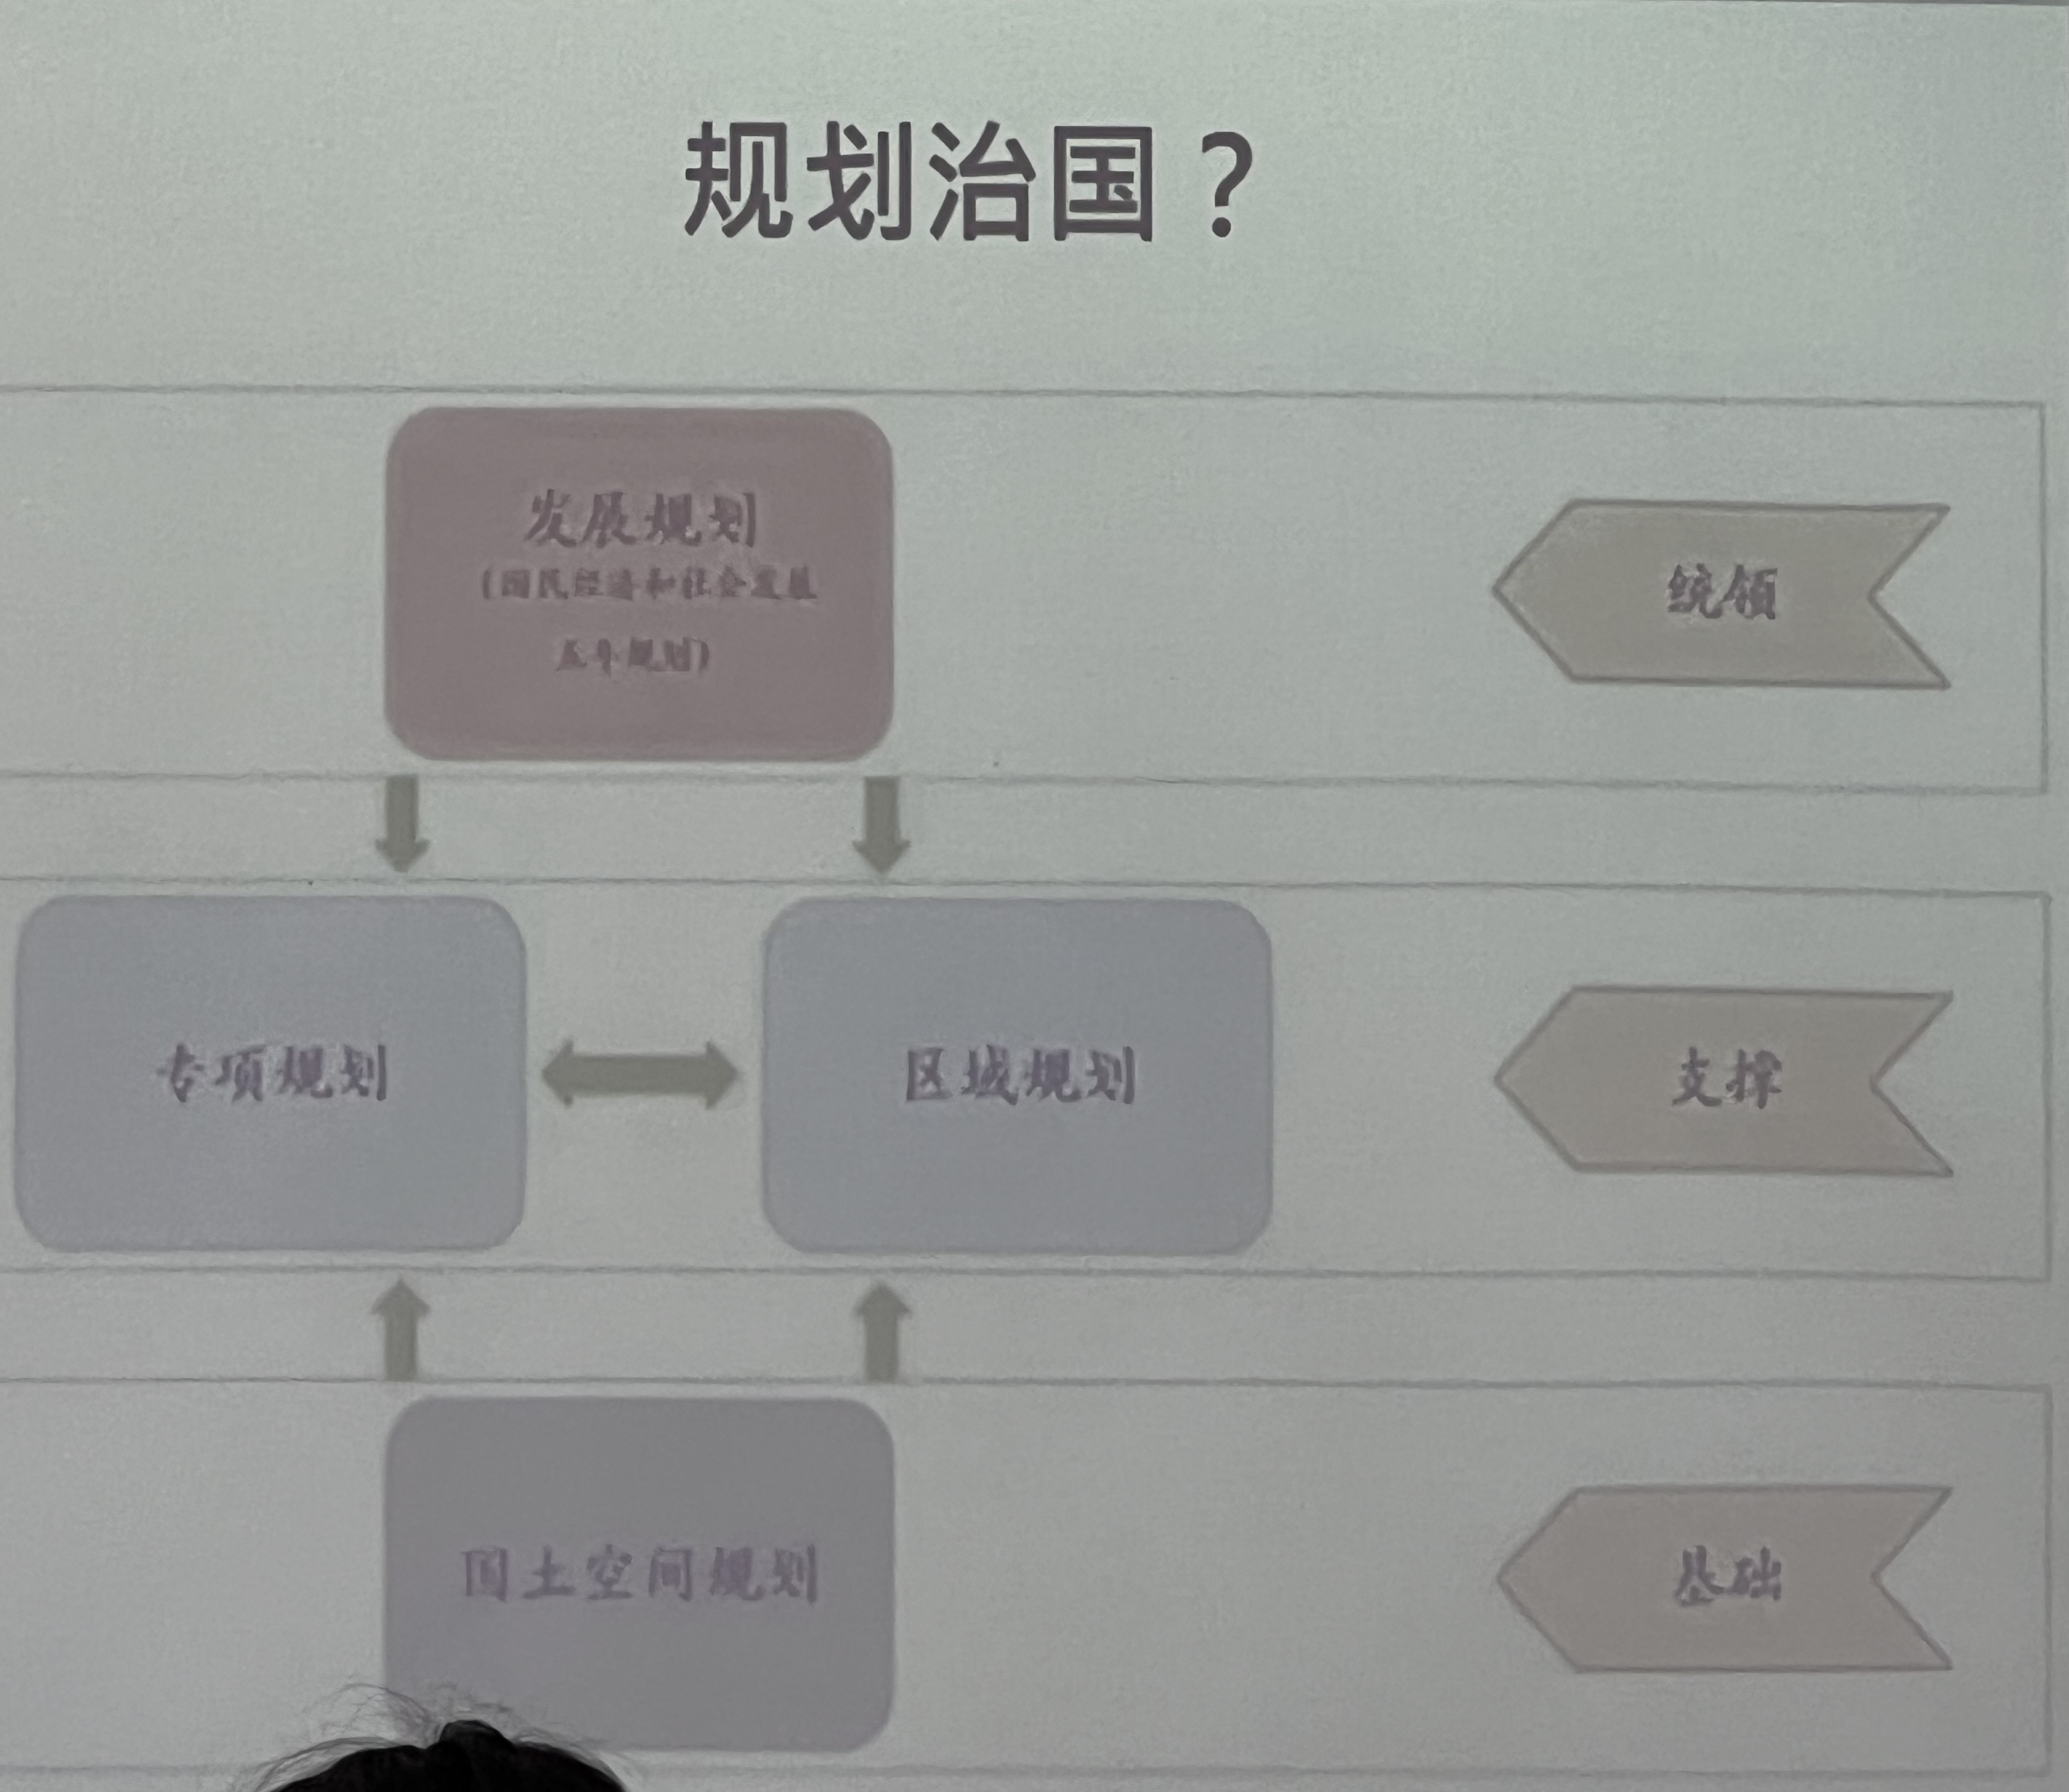 规划治国？
发展规划
（国民经济和社会发展
五年规划）
统领
专项规划
区域规划
支撑
国土空间规划
基础